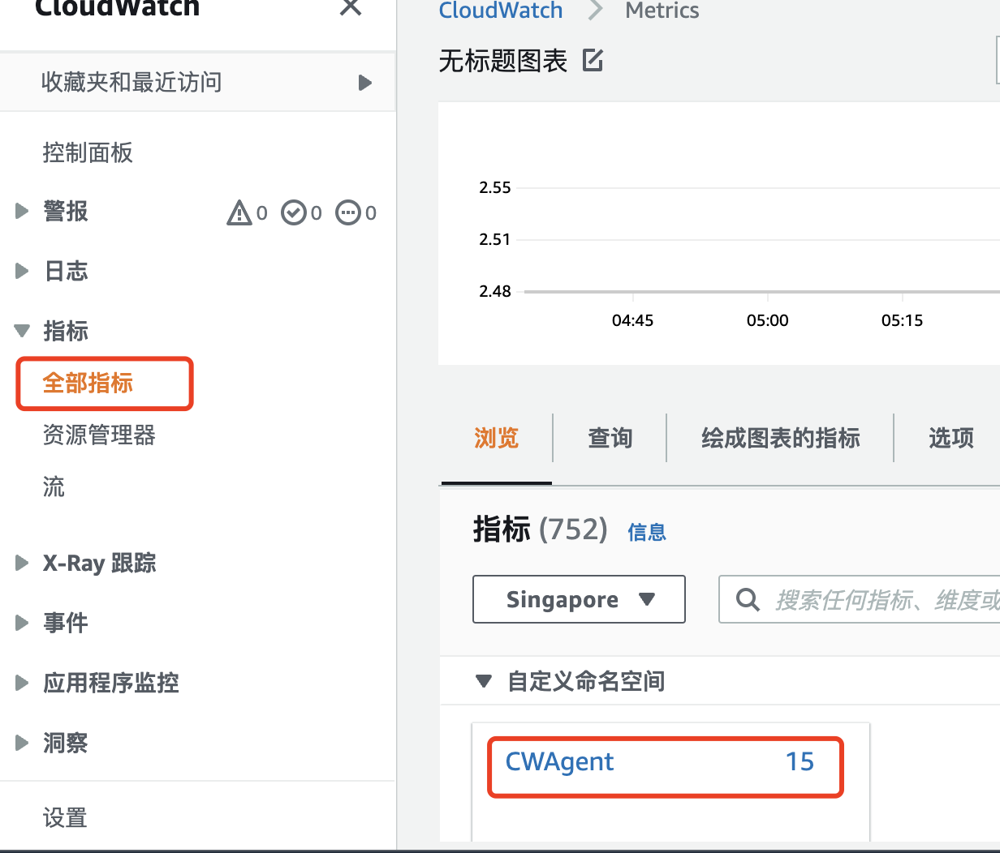 CloudWatch
收藏夹和最近访问
控制面板
警报 0 0 0
日志
指标
全部指标
资源管理器
流
X-Ray 跟踪
事件
应用程序监控
洞察
设置
CloudWatch Metrics
无标题图表
2.55
2.51
2.48
04:45 05:00 05:15
浏览 查询 绘成图表的指标 选项
指标 (752) 信息
Singapore 搜索任何指标、维度或
自定义命名空间
CWAgent 15